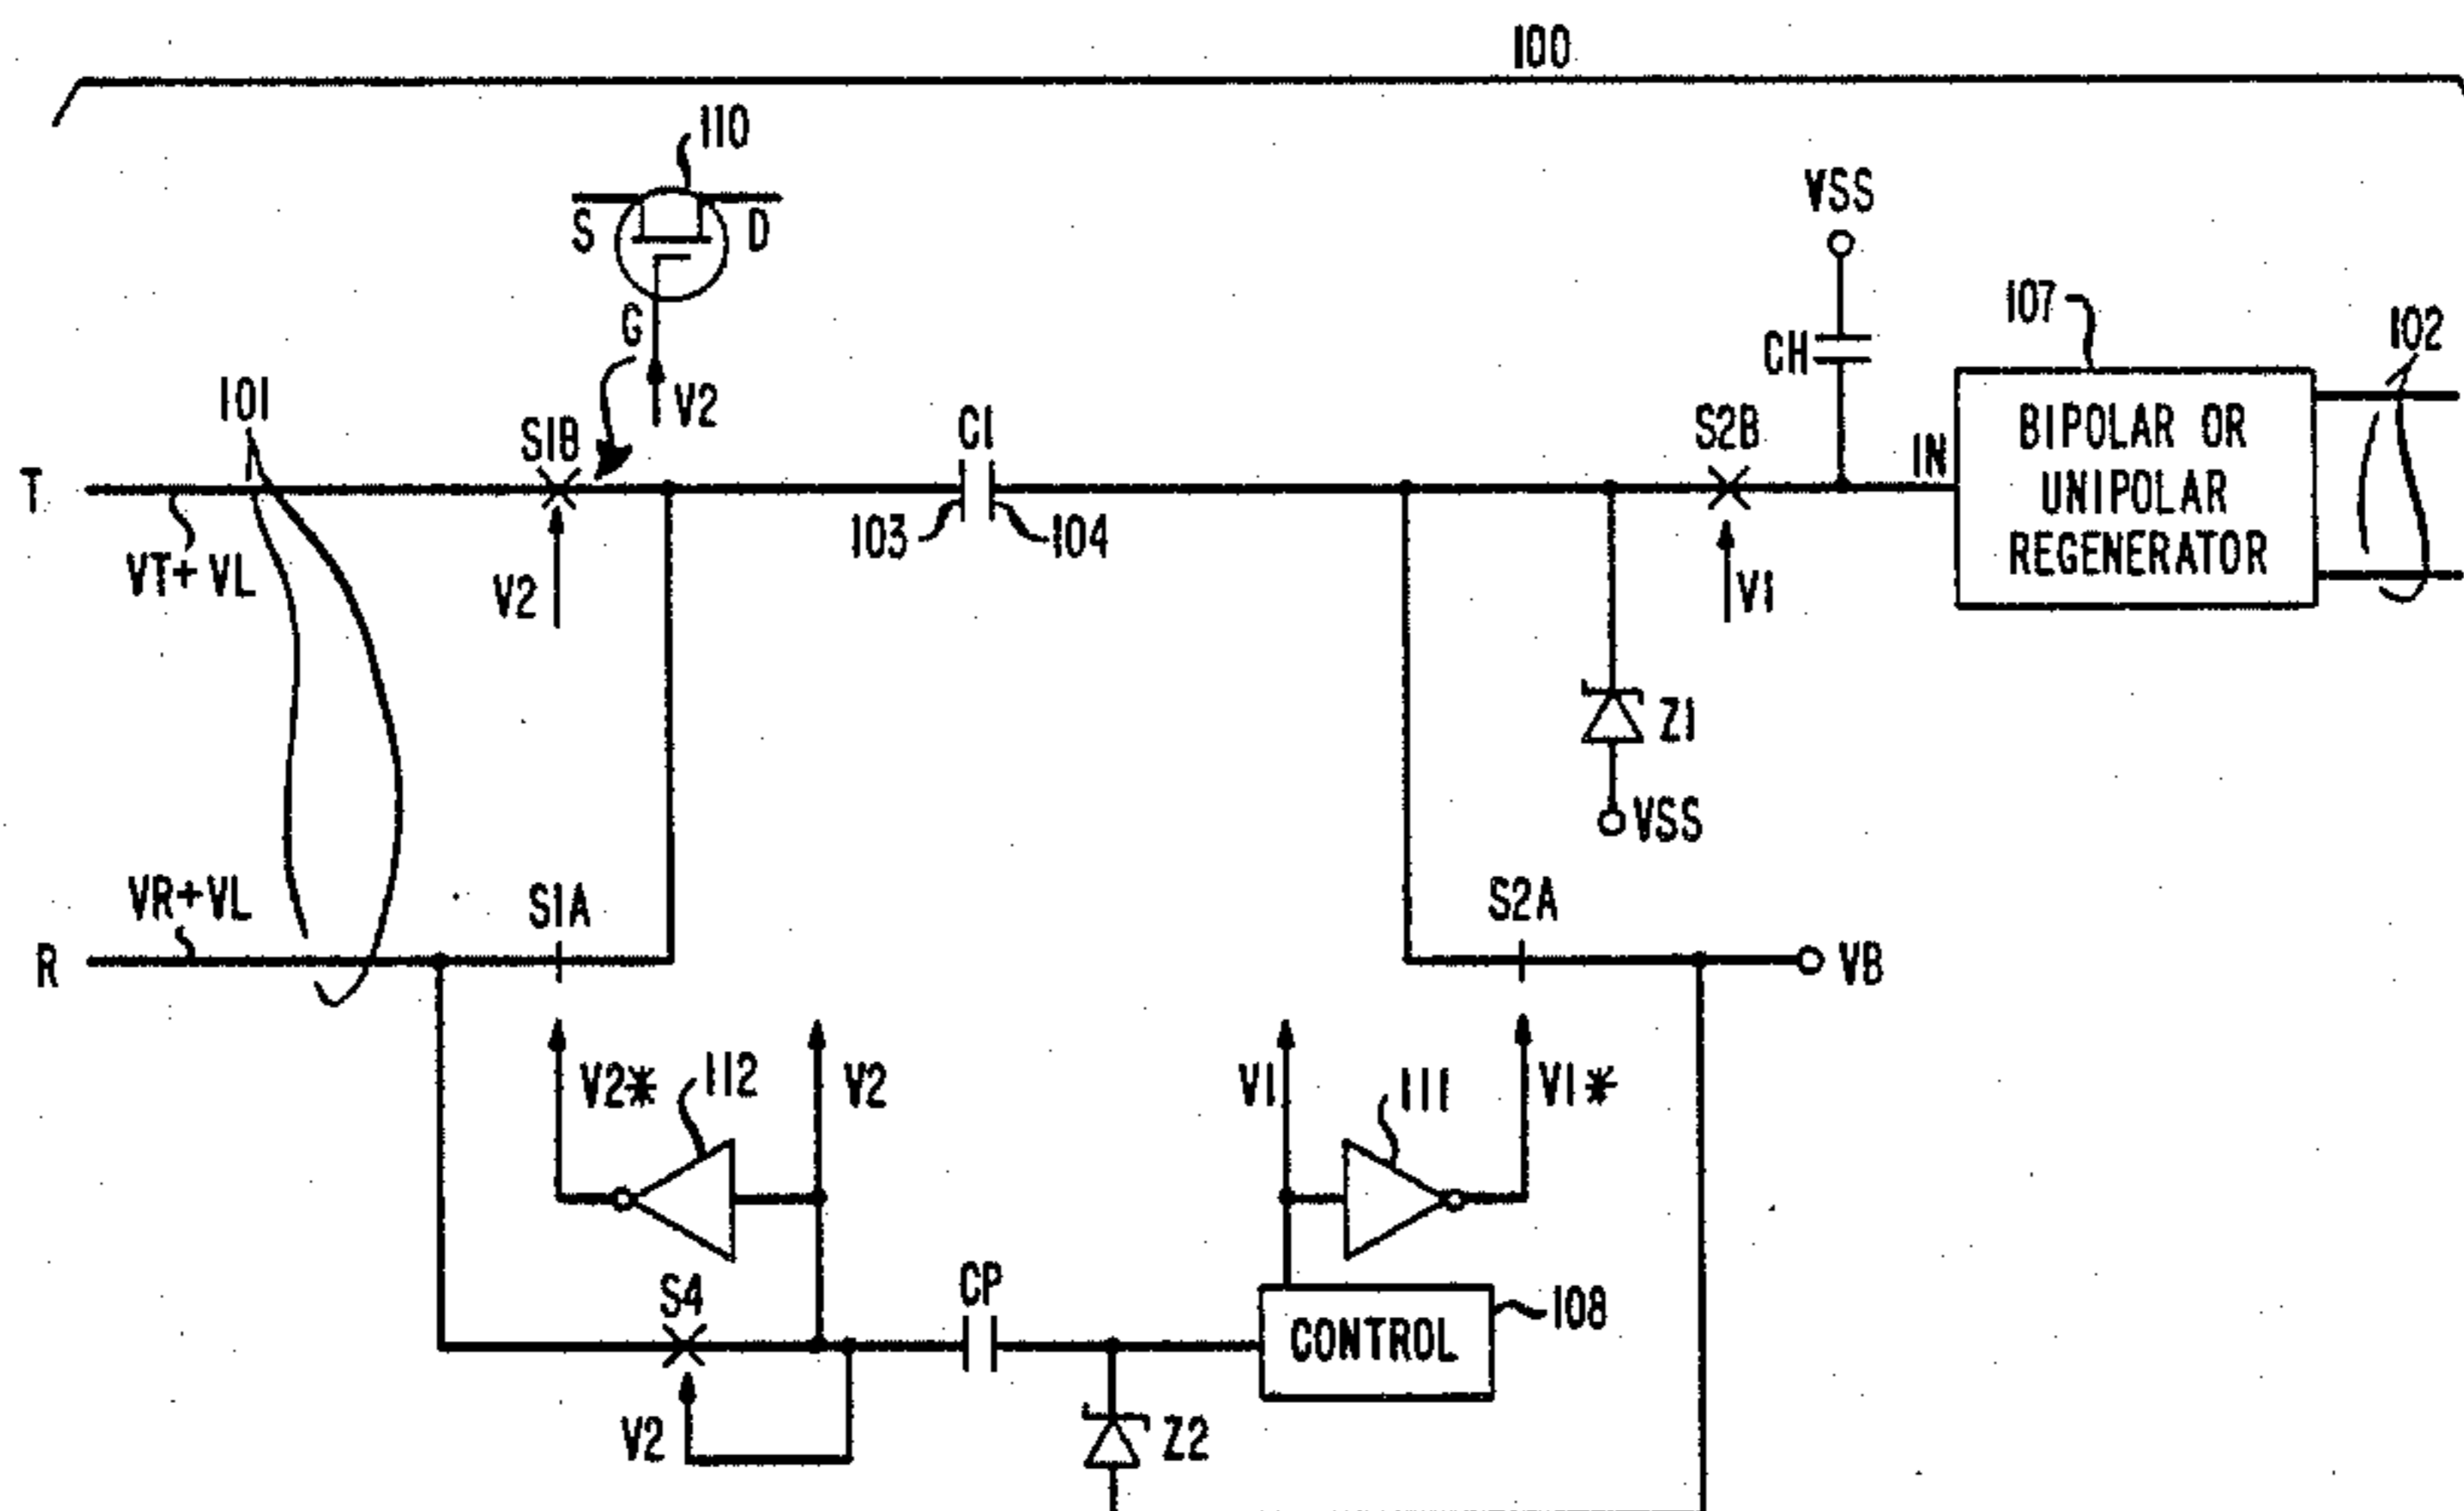 100
110
S
D
G
V2
VSS
107
102
CH
101
S1B
C1
S2B
IN
BIPOLAR OR
UNIPOLAR
REGENERATOR
T
103
104
VT+VL
V2
V1
Z1
VSS
VR+VL
S1A
S2A
R
VB
V2*
112
V2
V1
111
V1*
S4
CP
CONTROL
108
V2
Z2